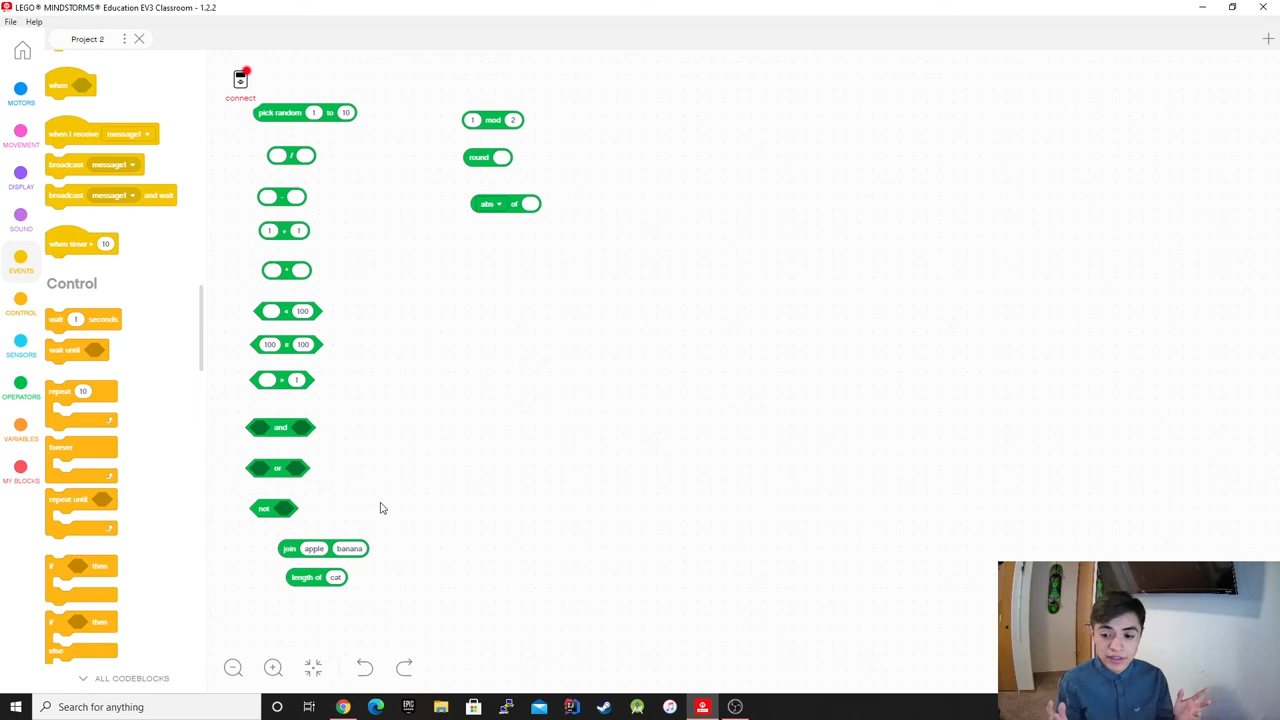 LEGO® MINDSTORMS® Education EV3 Classroom - 1.2.2
File Help
Project 2
MOTORS
MOVEMENT
DISPLAY
SOUND
EVENTS
CONTROL
SENSORS
OPERATORS
VARIABLES
MY BLOCKS
when
when I receive message1
broadcast message1
broadcast message1 and wait
when timer > 10
Control
wait 1 seconds
wait until
repeat 10
forever
repeat until
if then
if then
else
ALL CODEBLOCKS
connect
pick random 1 to 10
/
-
1 + 1
*
< 100
100 = 100
> 1
and
or
not
join apple banana
length of cat
1 mod 2
round
abs of
Search for anything
EPIC GAMES